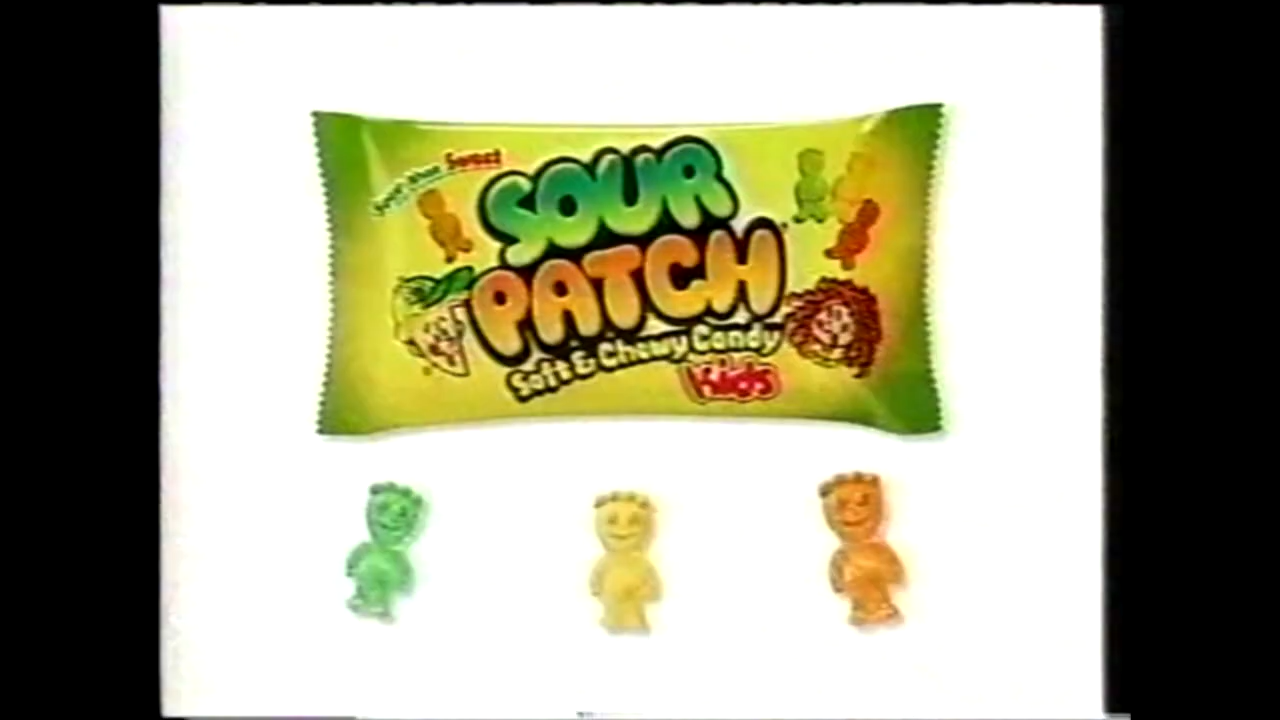 Sour Then Sweet
SOUR
PATCH
Soft & Chewy Candy
Kids